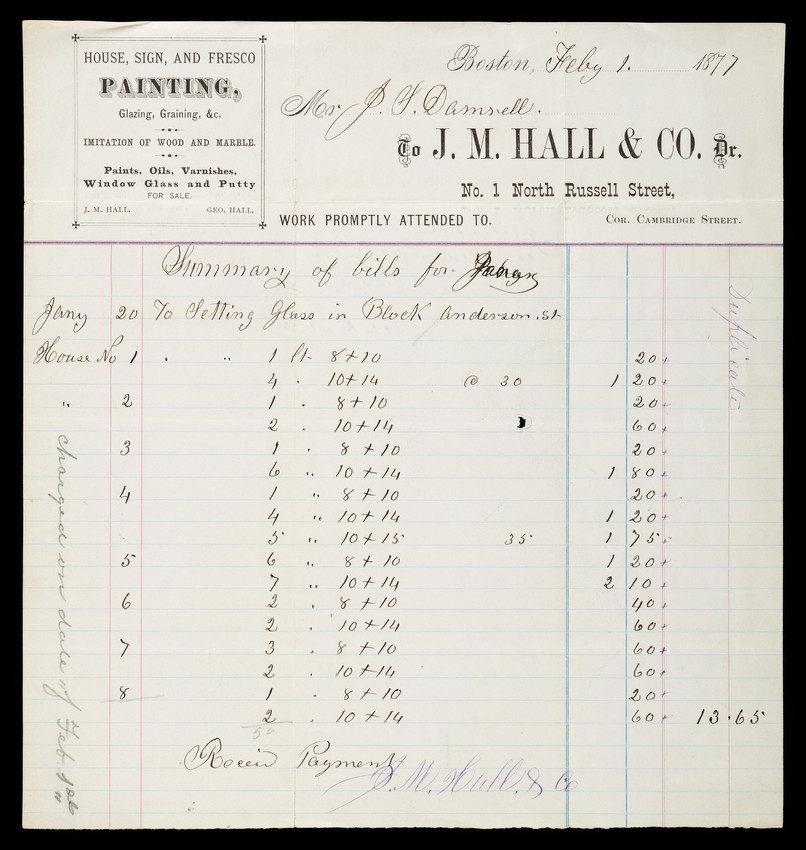 HOUSE, SIGN, AND FRESCO
PAINTING,
Glazing, Graining, &c.
IMITATION OF WOOD AND MARBLE.
Paints, Oils, Varnishes,
Window Glass and Putty
FOR SALE.
J. M. HALL. GEO. HALL.
Boston, Feby 1. 1877
Mr J. S. Damrell.
To J. M. HALL & CO. Dr.
No. 1 North Russell Street,
WORK PROMPTLY ATTENDED TO. COR. CAMBRIDGE STREET.
Summary of bills for
Jany 20 To Setting Glass in Block anderson. st
House No 1 . " 1 lt 8+10 20
4 . 10+14 @ 30 1 20
" 2 1 . 8+10 20
2 . 10+14 60
3 1 . 8+10 20
6 " 10+14 1 80
4 1 " 8+10 20
4 " 10+14 1 20
5 " 10+15 35 1 75
5 6 " 8+10 1 20
7 " 10+14 2 10
6 2 . 8+10 40
2 . 10+14 60
7 3 . 8+10 60
2 . 10+14 60
8 1 . 8+10 20
2 . 10+14 60 13.65
50
Receiv Payment
J. M. Hall. & Co
Duplicate
charged on date of Feb. 1st